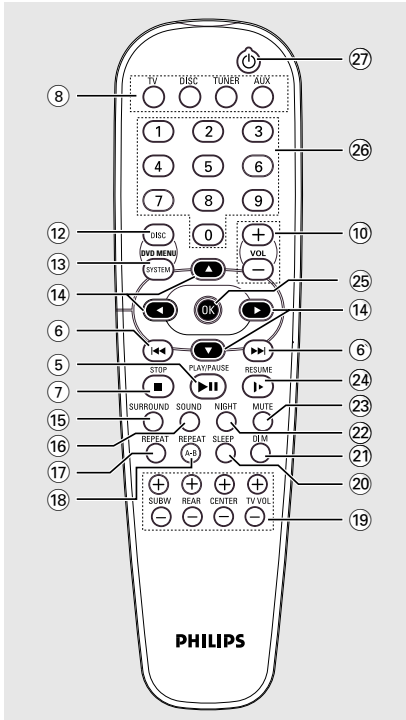 27
TV DISC TUNER AUX
8
1 2 3
26
4 5 6
7 8 9
12 DISC 0 + 10
DVD MENU VOL
13 SYSTEM −
14 OK 25
14
6 6
5 STOP PLAY/PAUSE RESUME 24
7
SURROUND SOUND NIGHT MUTE 23
15
16 22
REPEAT REPEAT SLEEP DIM 21
17 A-B
18 20
+ + + +
SUBW REAR CENTER TV VOL
− − − − 19
PHILIPS